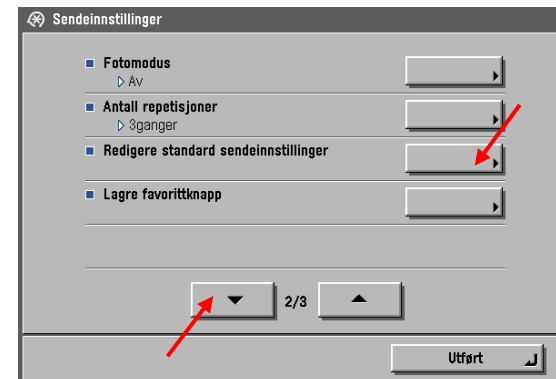 Sendeinnstillinger
Fotomodus
Av
Antall repetisjoner
3ganger
Redigere standard sendeinnstillinger
Lagre favorittknapp
2/3
Utført